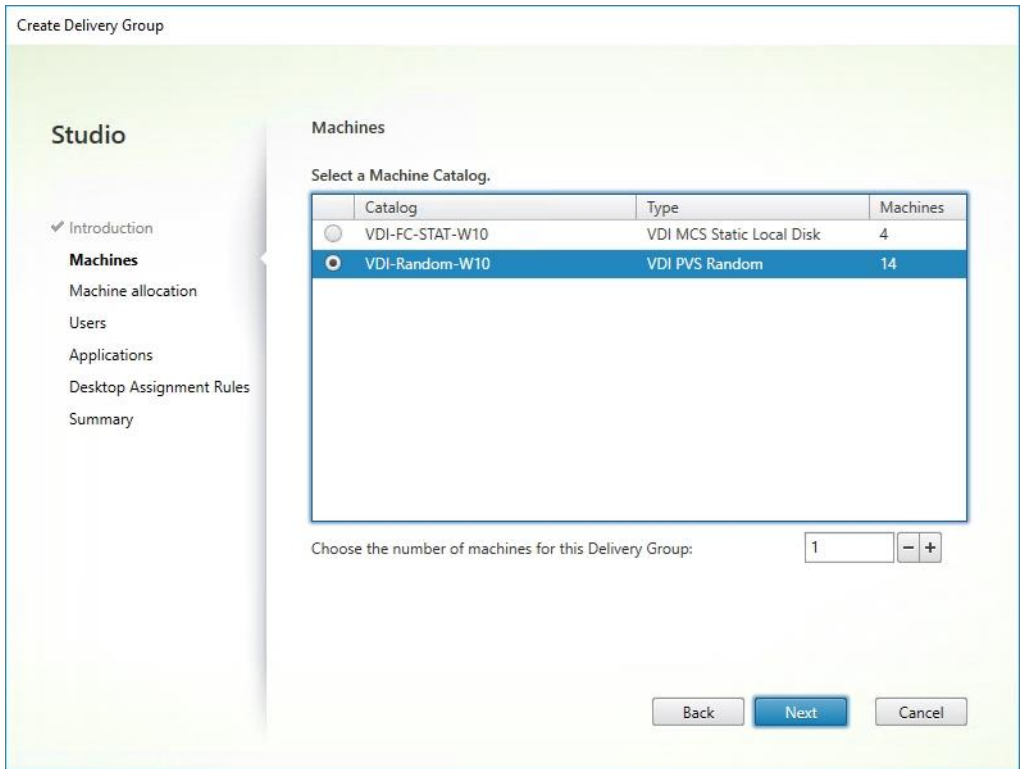 Create Delivery Group
Studio
Introduction
Machines
Machine allocation
Users
Applications
Desktop Assignment Rules
Summary
Machines
Select a Machine Catalog.
Catalog Type Machines
VDI-FC-STAT-W10 VDI MCS Static Local Disk 4
VDI-Random-W10 VDI PVS Random 14
Choose the number of machines for this Delivery Group: 1 - +
Back Next Cancel